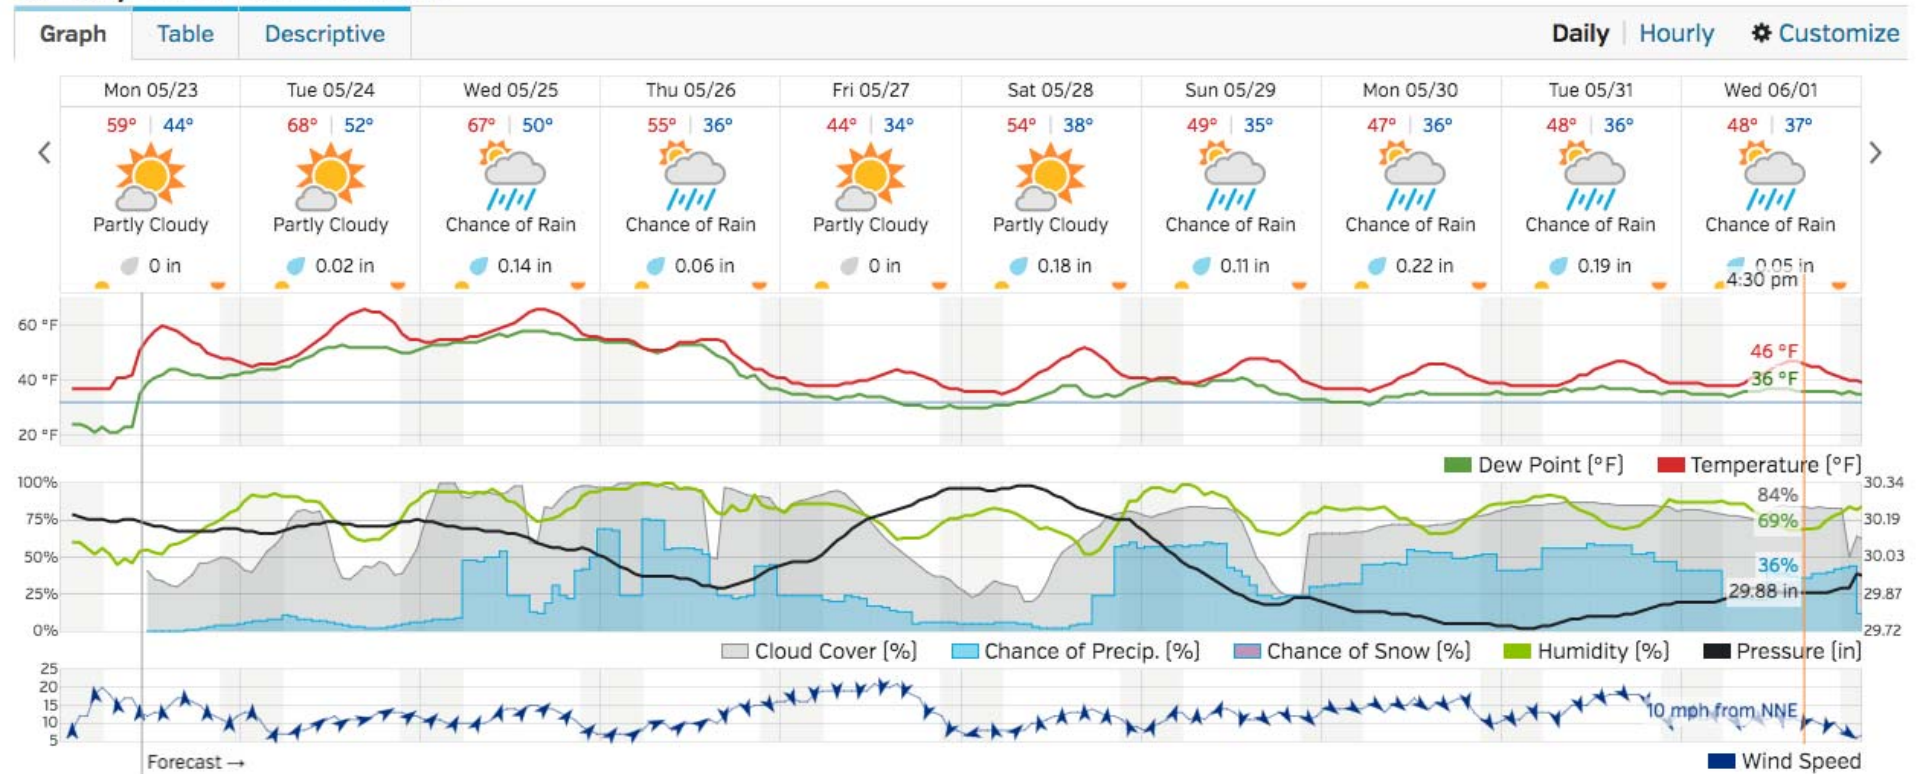 Graph Table Descriptive Daily Hourly Customize
Mon 05/23 Tue 05/24 Wed 05/25 Thu 05/26 Fri 05/27 Sat 05/28 Sun 05/29 Mon 05/30 Tue 05/31 Wed 06/01
59° 44° 68° 52° 67° 50° 55° 36° 44° 34° 54° 38° 49° 35° 47° 36° 48° 36° 48° 37°
Partly Cloudy Partly Cloudy Chance of Rain Chance of Rain Partly Cloudy Partly Cloudy Chance of Rain Chance of Rain Chance of Rain Chance of Rain
0 in 0.02 in 0.14 in 0.06 in 0 in 0.18 in 0.11 in 0.22 in 0.19 in 0.05 in
4:30 pm
60 °F
46 °F
40 °F 36 °F
20 °F
Dew Point (°F) Temperature (°F)
100% 30.34
84%
75% 69% 30.19
50% 30.03
36%
25% 29.88 in 29.87
0% 29.72
Cloud Cover (%) Chance of Precip. (%) Chance of Snow (%) Humidity (%) Pressure (in)
25
20
15 10 mph from NNE
10
5
Forecast → Wind Speed